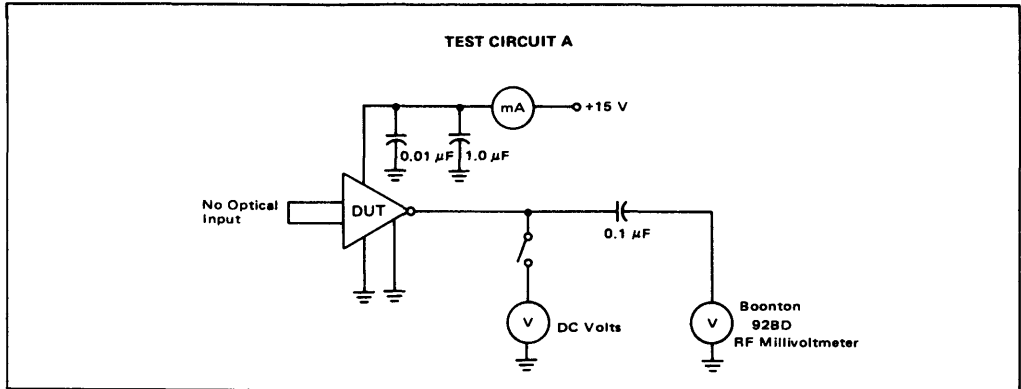 TEST CIRCUIT A
mA
+15 V
0.01 µF
1.0 µF
No Optical
Input
DUT
0.1 µF
V
DC Volts
V
Boonton
92BD
RF Millivoltmeter